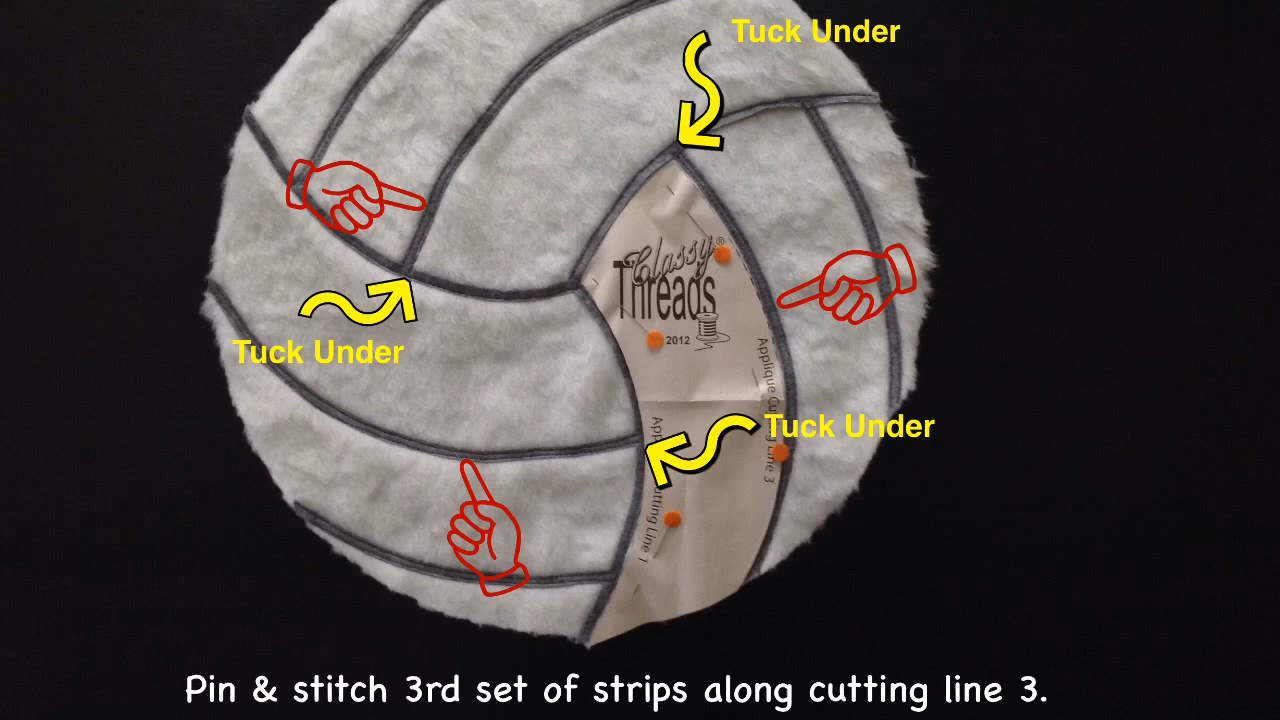 Tuck Under
Classy®
Threads
2012
Tuck Under
Applique Cutting Line 3
Tuck Under
Cutting Line 1
Pin & stitch 3rd set of strips along cutting line 3.